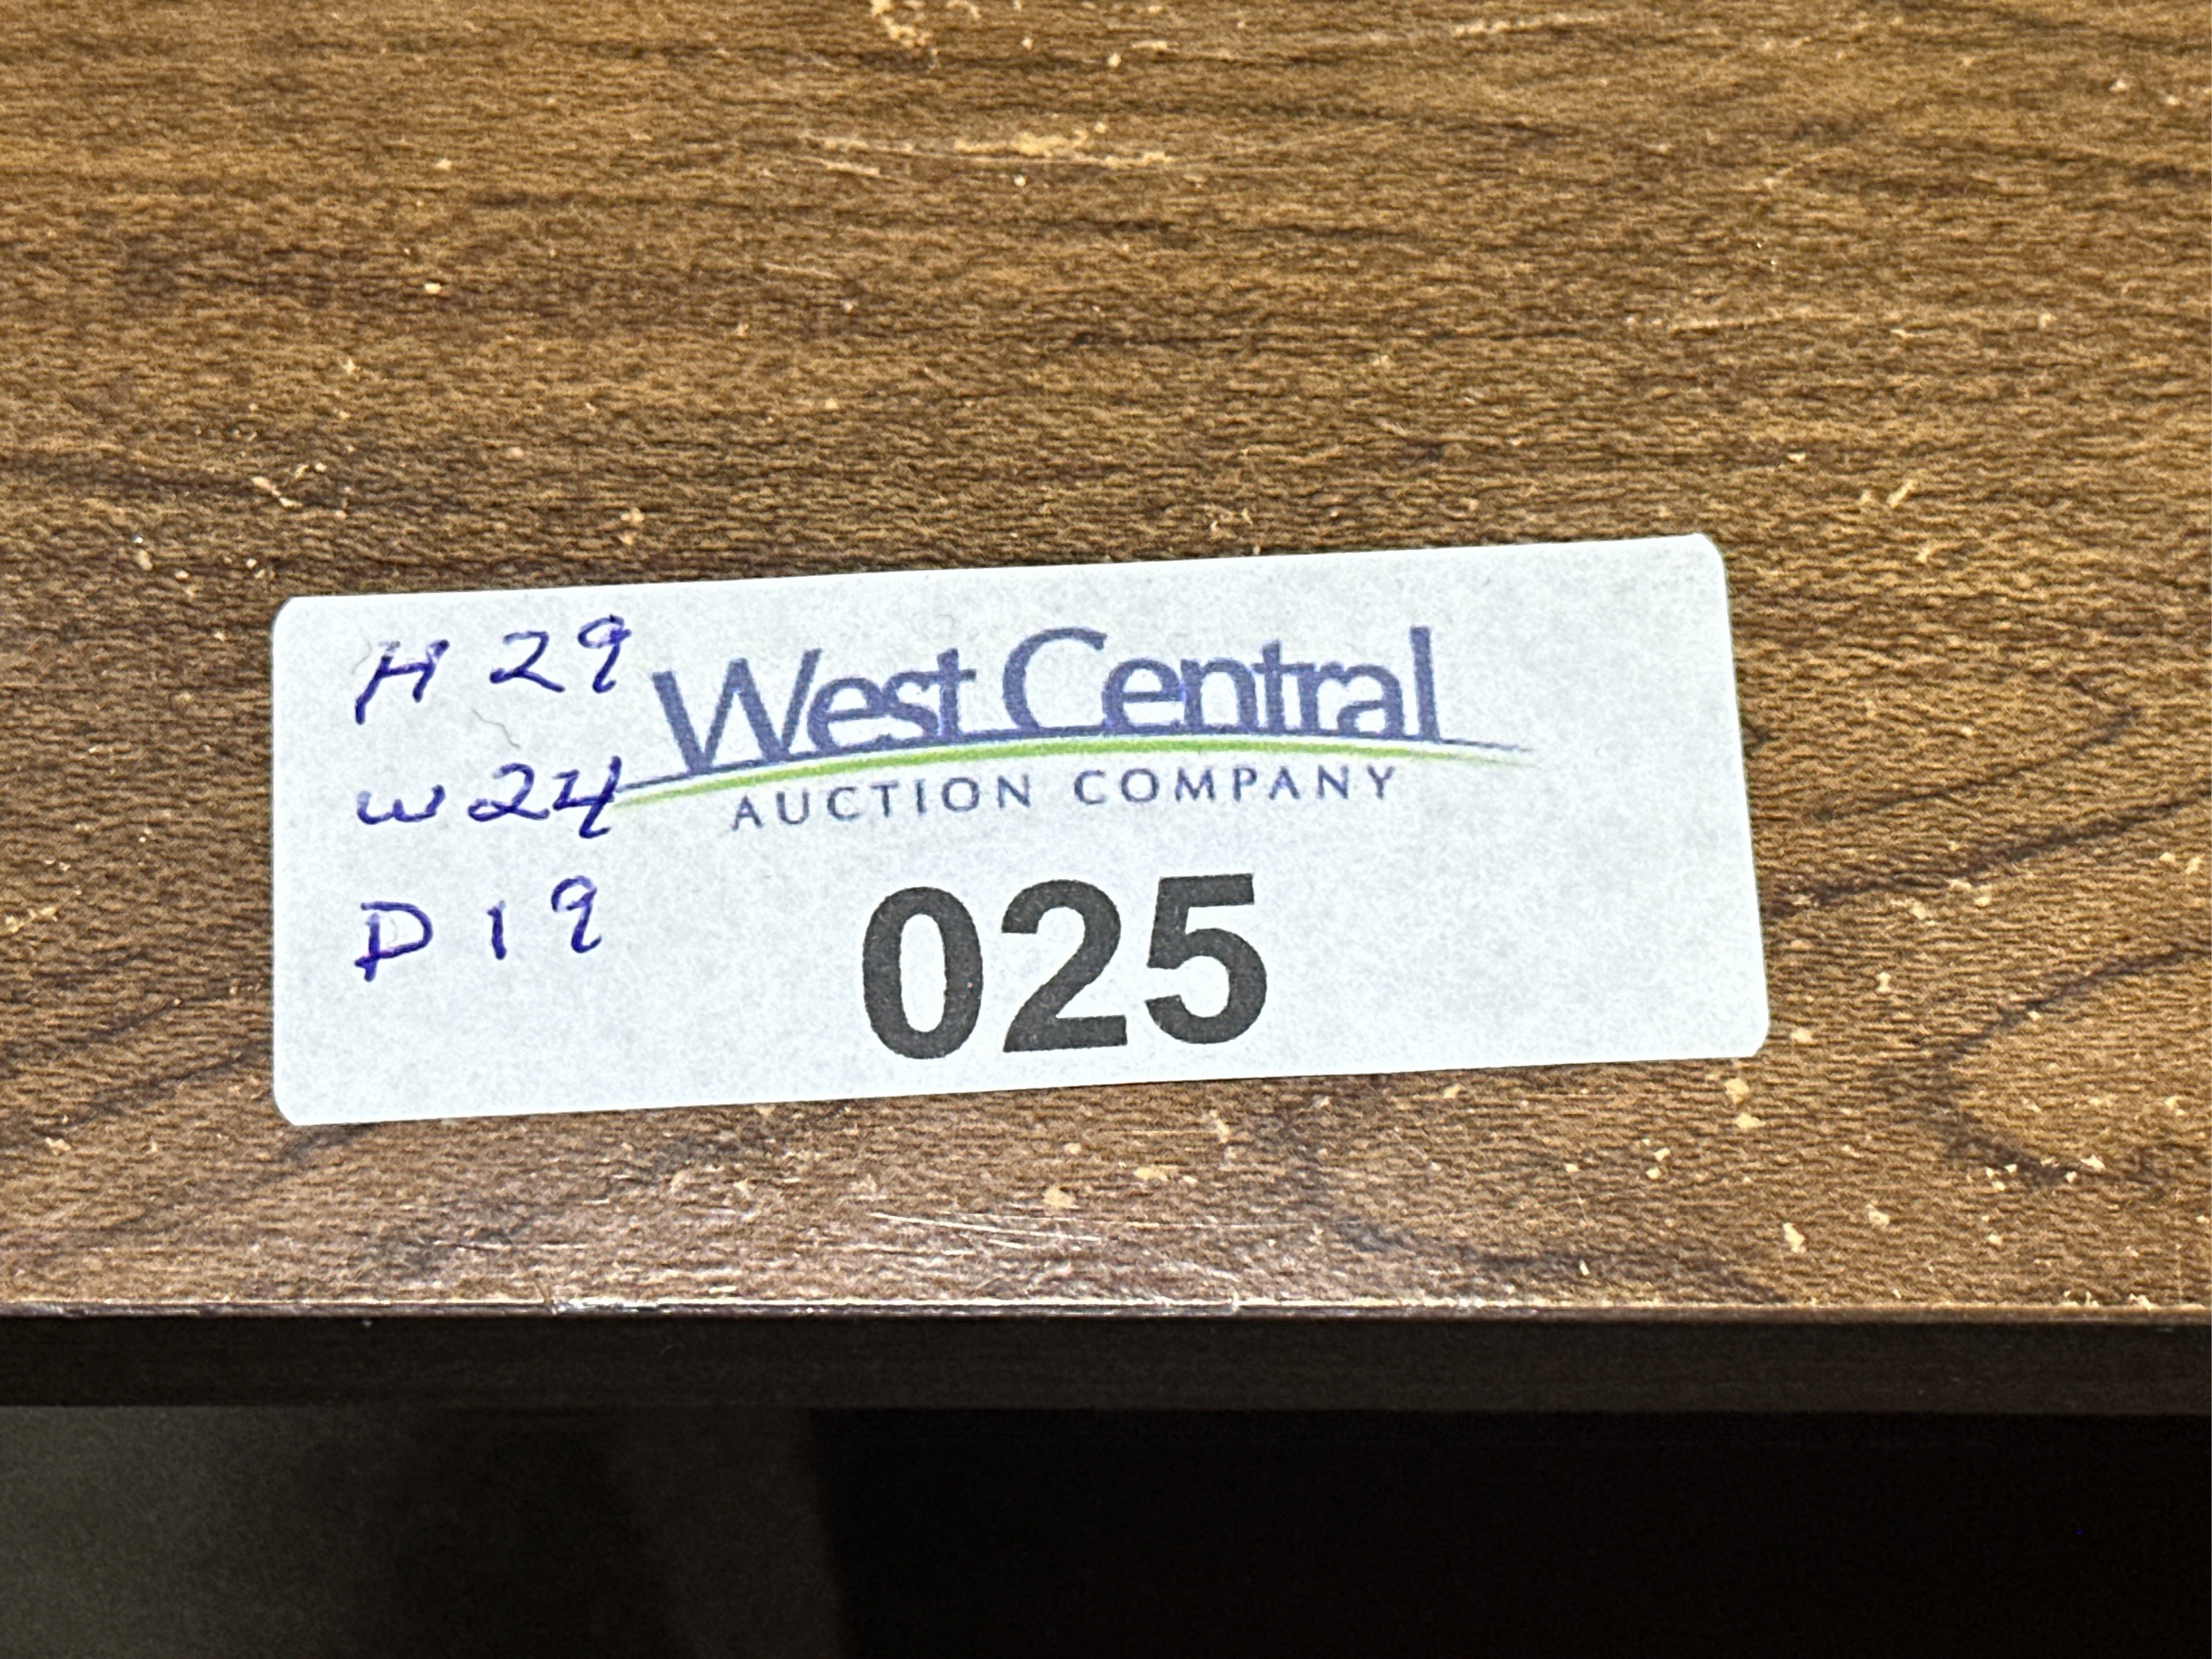 H 29
W 24
D 19
West Central
AUCTION COMPANY
025